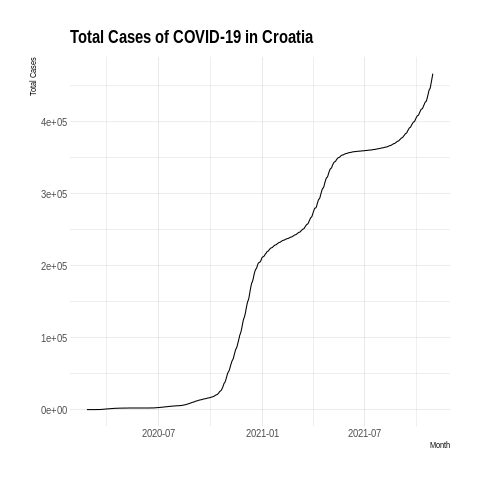 Total Cases of COVID-19 in Croatia
Total Cases
4e+05
3e+05
2e+05
1e+05
0e+00
2020-07 2021-01 2021-07
Month